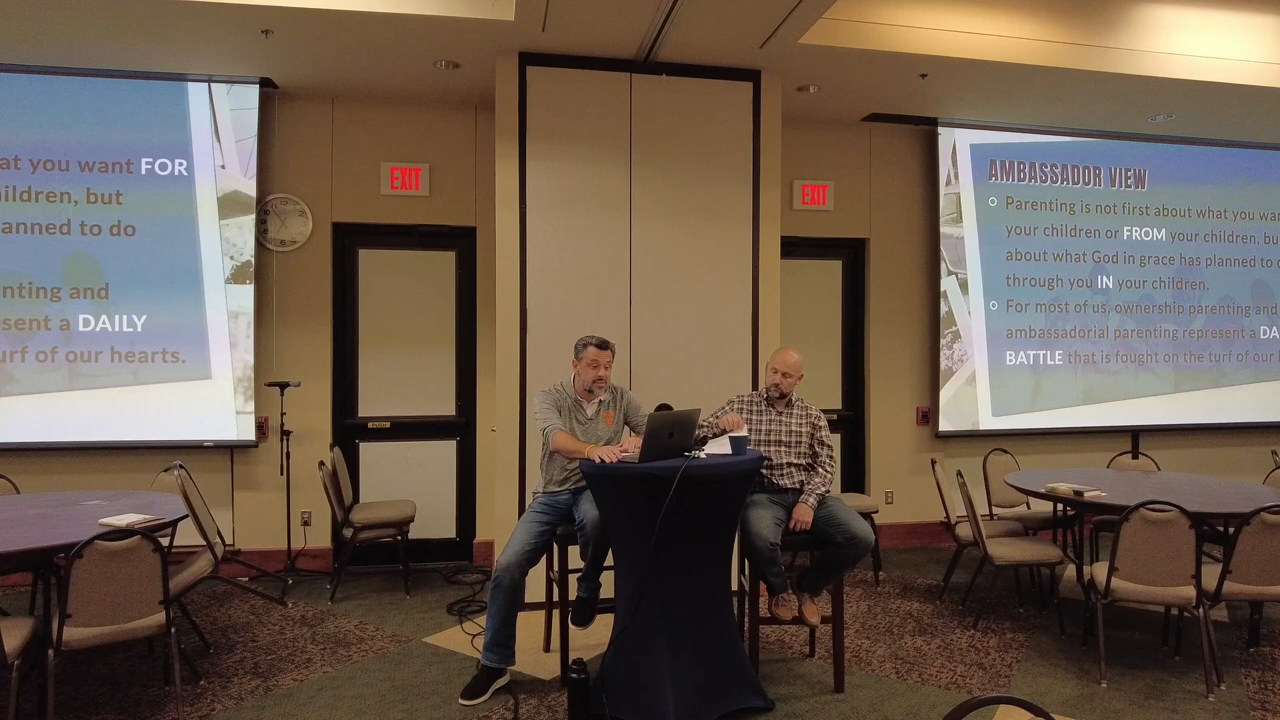 at you want FOR
ildren, but
anned to do
nting and
sent a DAILY
urf of our hearts.
EXIT
PUSH
EXIT
AMBASSADOR VIEW
Parenting is not first about what you wan
your children or FROM your children, bu
about what God in grace has planned to
through you IN your children.
For most of us, ownership parenting and
ambassadorial parenting represent a DA
BATTLE that is fought on the turf of our